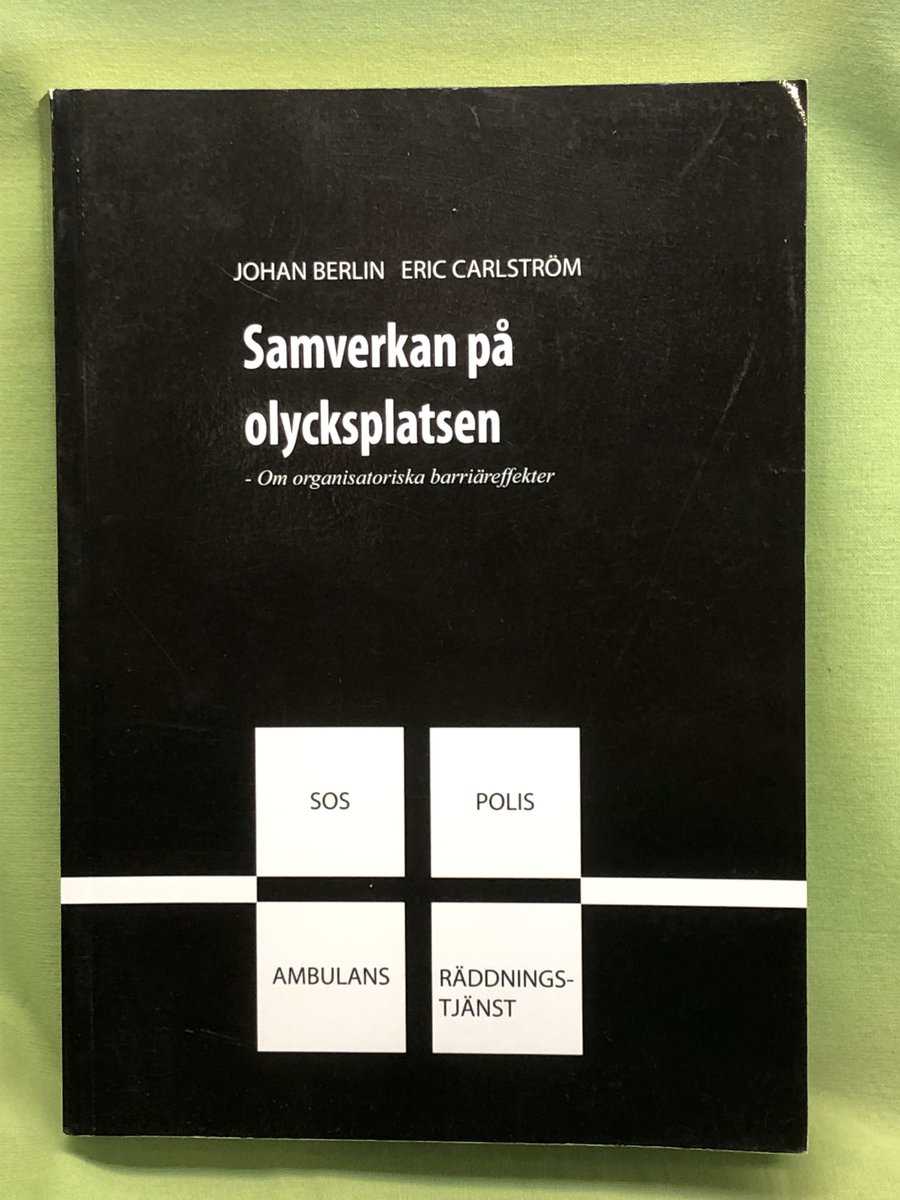 JOHAN BERLIN ERIC CARLSTRÖM
Samverkan på
olycksplatsen
- Om organisatoriska barriäreffekter
SOS
POLIS
AMBULANS
RÄDDNINGS-
TJÄNST